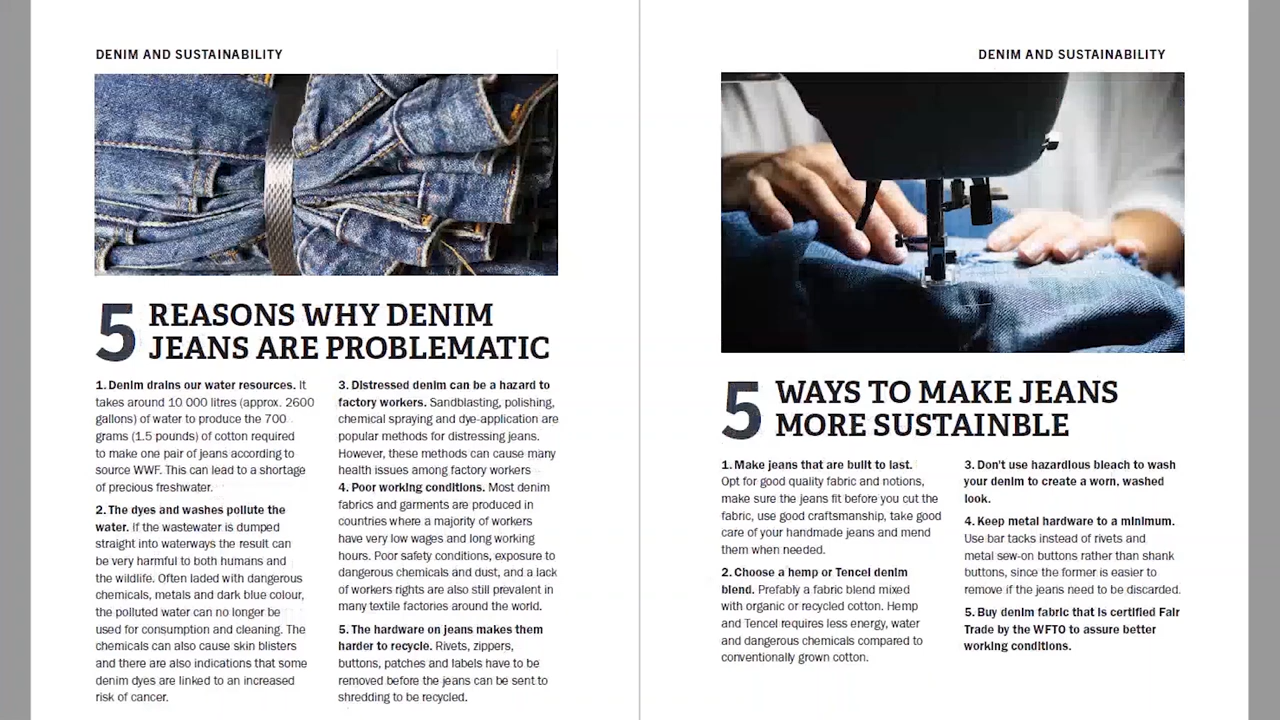 DENIM AND SUSTAINABILITY
5 REASONS WHY DENIM
JEANS ARE PROBLEMATIC
1. Denim drains our water resources. It
takes around 10 000 litres (approx. 2600
gallons) of water to produce the 700
grams (1.5 pounds) of cotton required
to make one pair of jeans according to
source WWF. This can lead to a shortage
of precious freshwater.
2. The dyes and washes pollute the
water. If the wastewater is dumped
straight into waterways the result can
be very harmful to both humans and
the wildlife. Often laded with dangerous
chemicals, metals and dark blue colour,
the polluted water can no longer be
used for consumption and cleaning. The
chemicals can also cause skin blisters
and there are also indications that some
denim dyes are linked to an increased
risk of cancer.
3. Distressed denim can be a hazard to
factory workers. Sandblasting, polishing,
chemical spraying and dye-application are
popular methods for distressing jeans.
However, these methods can cause many
health issues among factory workers
4. Poor working conditions. Most denim
fabrics and garments are produced in
countries where a majority of workers
have very low wages and long working
hours. Poor safety conditions, exposure to
dangerous chemicals and dust, and a lack
of workers rights are also still prevalent in
many textile factories around the world.
5. The hardware on jeans makes them
harder to recycle. Rivets, zippers,
buttons, patches and labels have to be
removed before the jeans can be sent to
shredding to be recycled.
DENIM AND SUSTAINABILITY
5 WAYS TO MAKE JEANS
MORE SUSTAINBLE
1. Make jeans that are built to last.
Opt for good quality fabric and notions,
make sure the jeans fit before you cut the
fabric, use good craftsmanship, take good
care of your handmade jeans and mend
them when needed.
2. Choose a hemp or Tencel denim
blend. Prefably a fabric blend mixed
with organic or recycled cotton. Hemp
and Tencel requires less energy, water
and dangerous chemicals compared to
conventionally grown cotton.
3. Don't use hazardious bleach to wash
your denim to create a worn, washed
look.
4. Keep metal hardware to a minimum.
Use bar tacks instead of rivets and
metal sew-on buttons rather than shank
buttons, since the former is easier to
remove if the jeans need to be discarded.
5. Buy denim fabric that is certified Fair
Trade by the WFTO to assure better
working conditions.